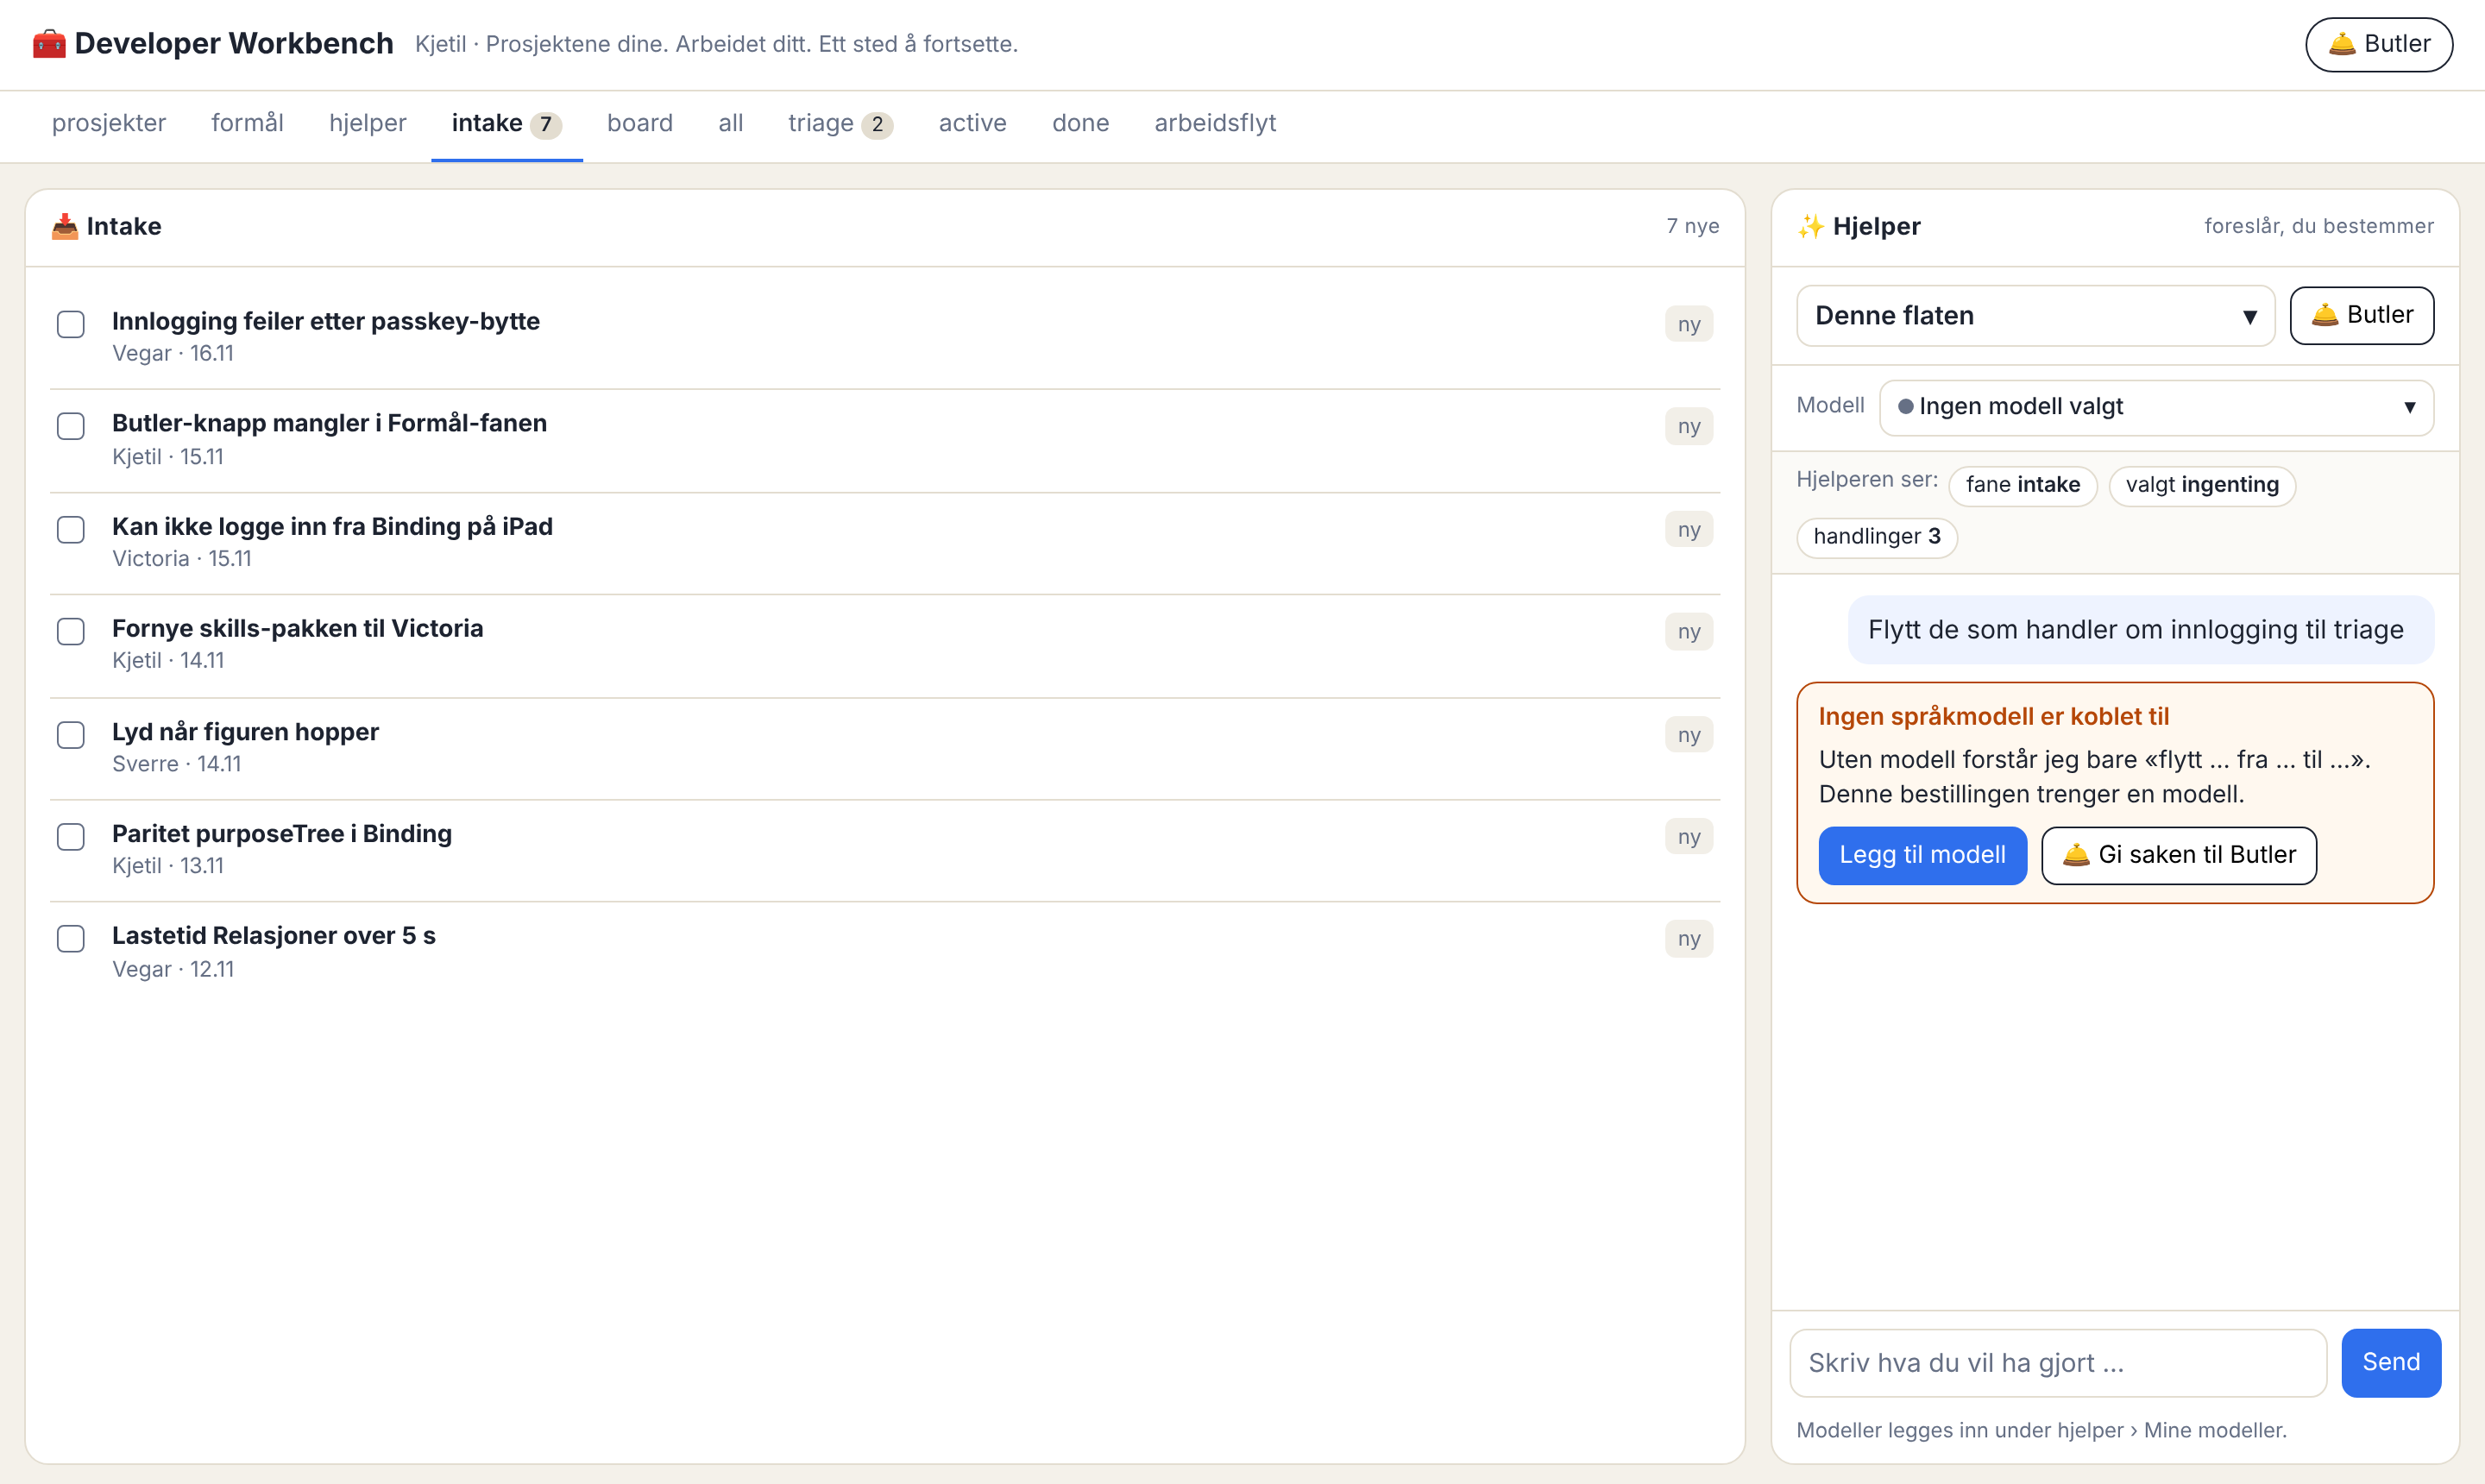 🧰 Developer Workbench Kjetil · Prosjektene dine. Arbeidet ditt. Ett sted å fortsette. 🛎️ Butler
prosjekter formål hjelper intake 7 board all triage 2 active done arbeidsflyt
📥 Intake 7 nye
Innlogging feiler etter passkey-bytte ny
Vegar · 16.11
Butler-knapp mangler i Formål-fanen ny
Kjetil · 15.11
Kan ikke logge inn fra Binding på iPad ny
Victoria · 15.11
Fornye skills-pakken til Victoria ny
Kjetil · 14.11
Lyd når figuren hopper ny
Sverre · 14.11
Paritet purposeTree i Binding ny
Kjetil · 13.11
Lastetid Relasjoner over 5 s ny
Vegar · 12.11
✨ Hjelper foreslår, du bestemmer
Denne flaten ▼ 🛎️ Butler
Modell ● Ingen modell valgt ▼
Hjelperen ser: fane intake valgt ingenting
handlinger 3
Flytt de som handler om innlogging til triage
Ingen språkmodell er koblet til
Uten modell forstår jeg bare «flytt … fra … til …».
Denne bestillingen trenger en modell.
Legg til modell 🛎️ Gi saken til Butler
Skriv hva du vil ha gjort … Send
Modeller legges inn under hjelper › Mine modeller.